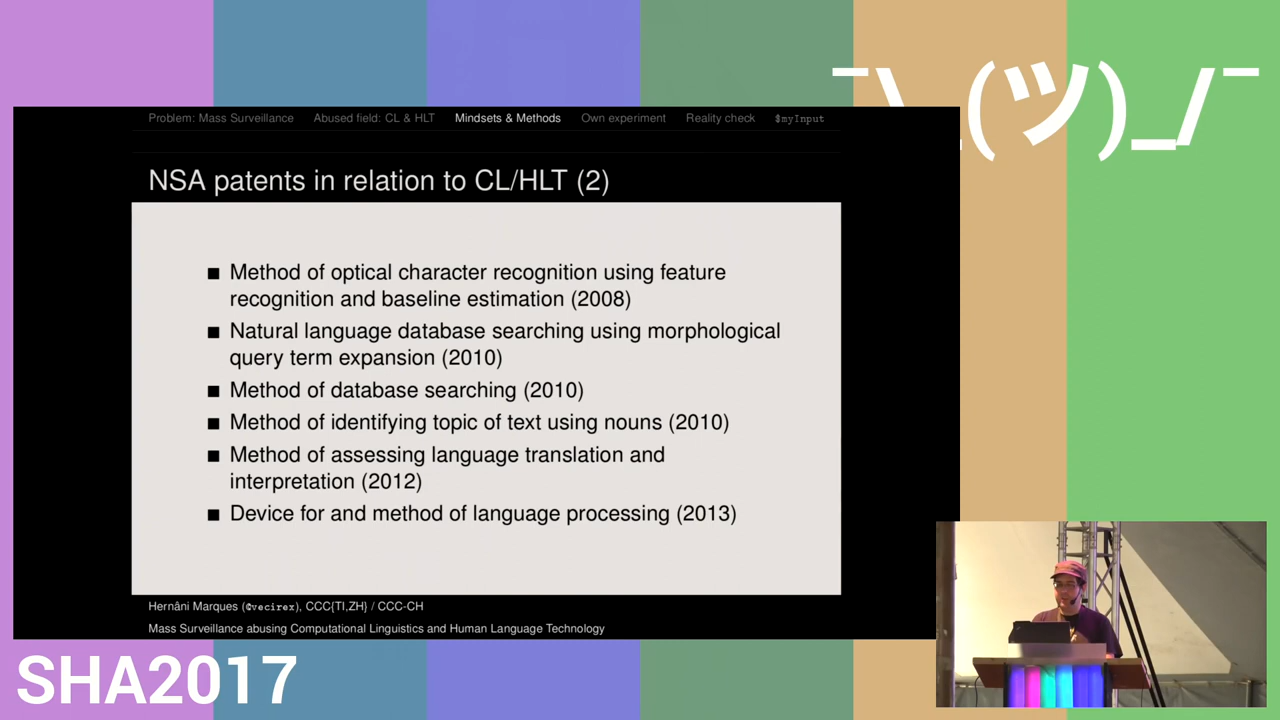 ¯\_(ツ)_/¯
Problem: Mass Surveillance Abused field: CL & HLT Mindsets & Methods Own experiment Reality check $myInput
NSA patents in relation to CL/HLT (2)
■ Method of optical character recognition using feature
recognition and baseline estimation (2008)
■ Natural language database searching using morphological
query term expansion (2010)
■ Method of database searching (2010)
■ Method of identifying topic of text using nouns (2010)
■ Method of assessing language translation and
interpretation (2012)
■ Device for and method of language processing (2013)
Hernâni Marques (@vecirex), CCC{TI,ZH} / CCC-CH
Mass Surveillance abusing Computational Linguistics and Human Language Technology
SHA2017